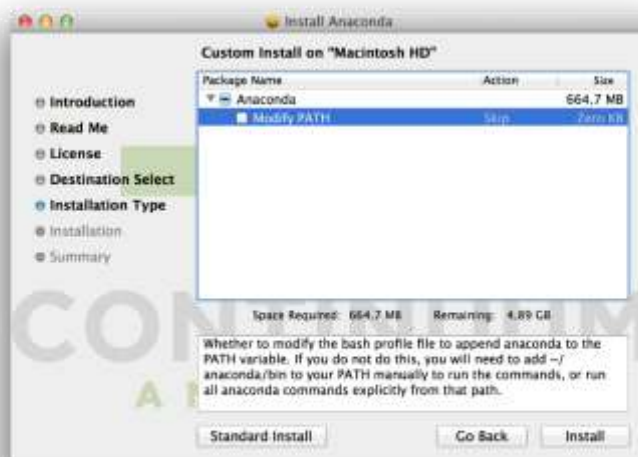 Install Anaconda
Custom Install on "Macintosh HD"
Package Name Action Size
Anaconda 664.7 MB
Modify PATH Skip Zero KB
Introduction
Read Me
License
Destination Select
Installation Type
Installation
Summary
Space Required: 664.7 MB Remaining: 4.89 GB
Whether to modify the bash profile file to append anaconda to the
PATH variable. If you do not do this, you will need to add ~/
anaconda/bin to your PATH manually to run the commands, or run
all anaconda commands explicitly from that path.
Standard Install Go Back Install
CONTINUUM